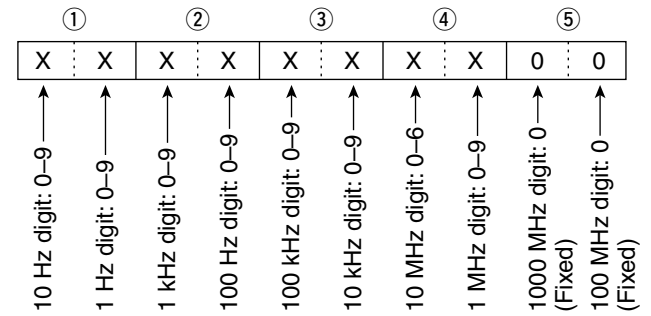 ① ② ③ ④ ⑤
X X X X X X X X 0 0
10 Hz digit: 0–9
1 Hz digit: 0–9
1 kHz digit: 0–9
100 Hz digit: 0–9
100 kHz digit: 0–9
10 kHz digit: 0–9
10 MHz digit: 0–6
1 MHz digit: 0–9
1000 MHz digit: 0
(Fixed)
100 MHz digit: 0
(Fixed)